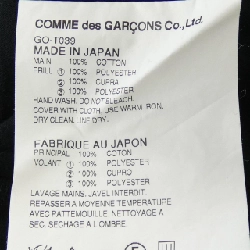 COMME des GARÇONS Co., Ltd.
GO-T039
MADE IN JAPAN
MAIN 100% COTTON
TRILL ① 100% POLYESTER
② 100% CUPRA
③ 100% POLYESTER
HAND WASH. DO NOT BLEACH.
COVER WITH CLOTH, USE WARM IRON.
DRY CLEAN. LINE DRY.
FABRIQUE AU JAPON
PRINCIPAL 100% COTON
VOLANT ① 100% POLYESTER
② 100% CUPRO
③ 100% POLYESTER
LAVAGE MAINS. JAVEL INTERDIT.
REPASSER A MOYENNE TEMPERATURE
AVEC PATTEMOUILLE. NETTOYAGE A
SEC. SECHAGE A L'OMBRE.